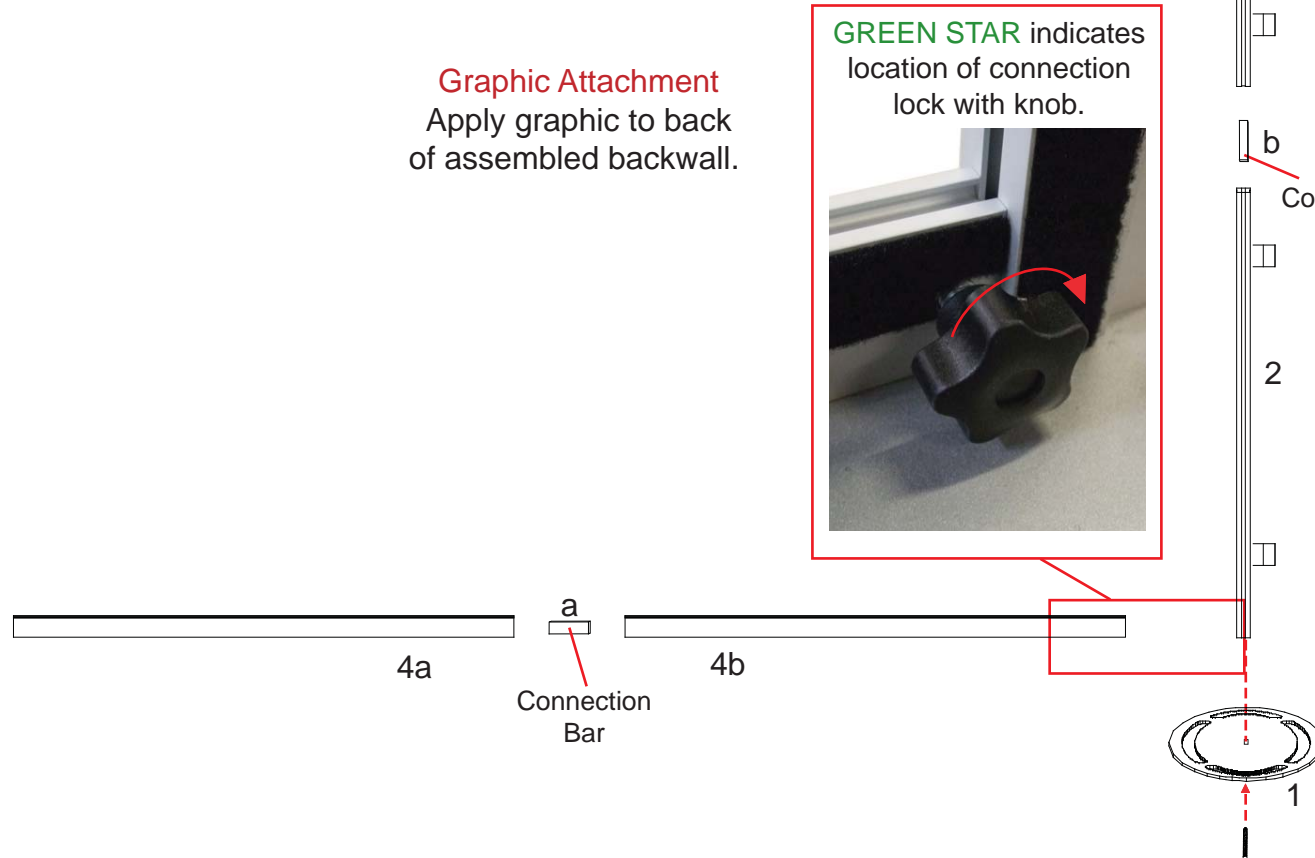 Graphic Attachment
Apply graphic to back
of assembled backwall.
GREEN STAR indicates
location of connection
lock with knob.
b
Co
2
4a
a
Connection
Bar
4b
1